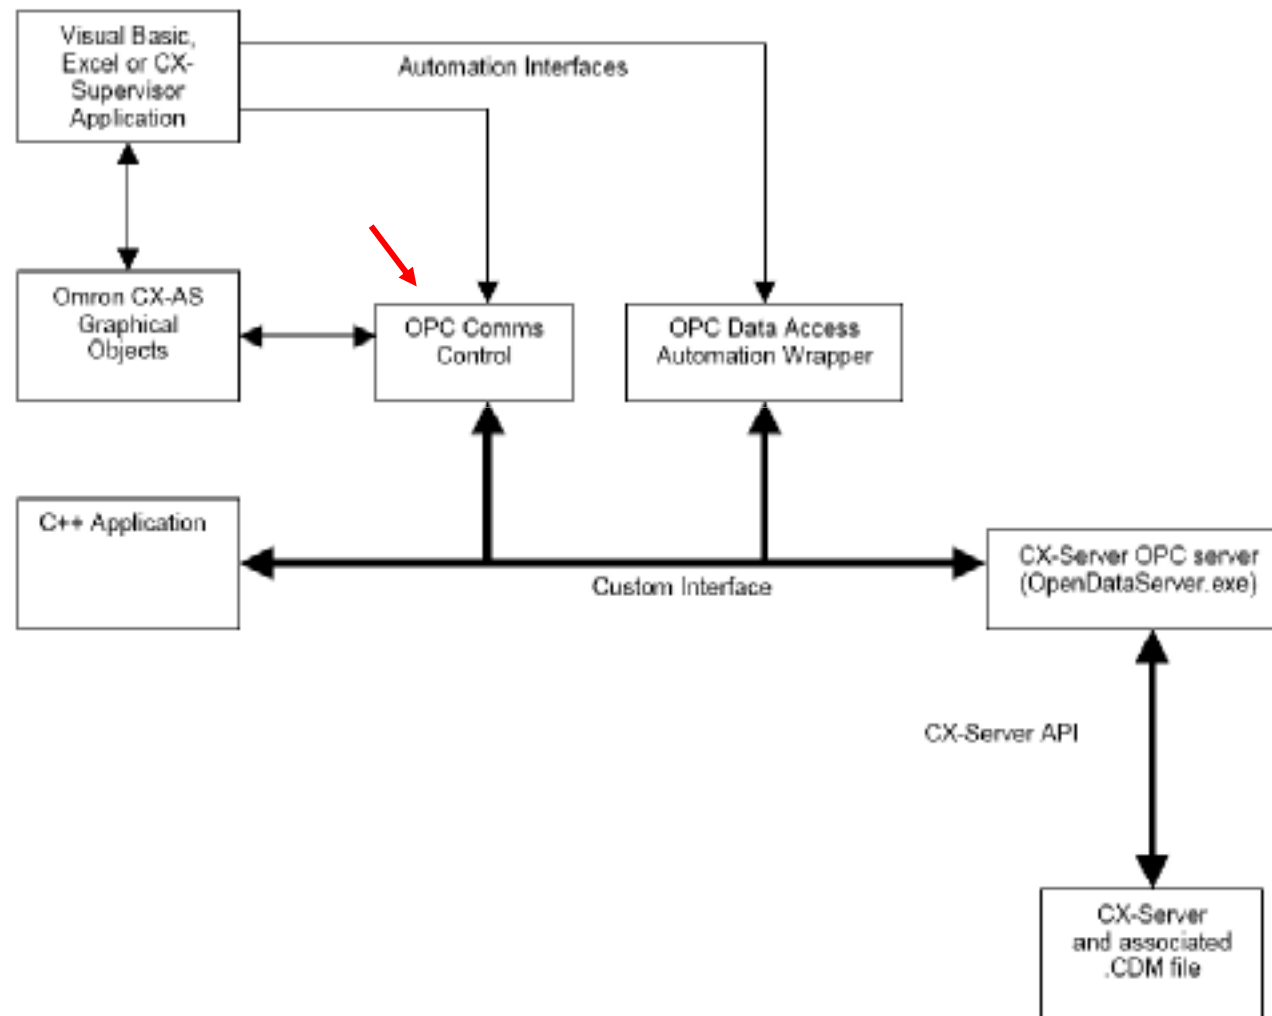 Visual Basic,
Excel or CX-
Supervisor
Application
Automation Interfaces
Omron CX-AS
Graphical
Objects
OPC Comms
Control
OPC Data Access
Automation Wrapper
C++ Application
Custom Interface
CX-Server OPC server
(OpenDataServer.exe)
CX-Server API
CX-Server
and associated
.CDM file